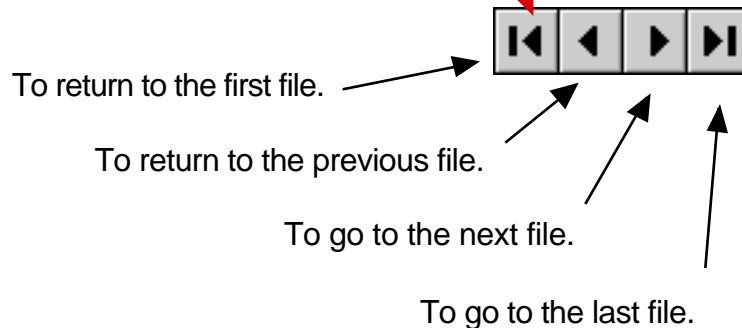 To return to the first file.
To return to the previous file.
To go to the next file.
To go to the last file.